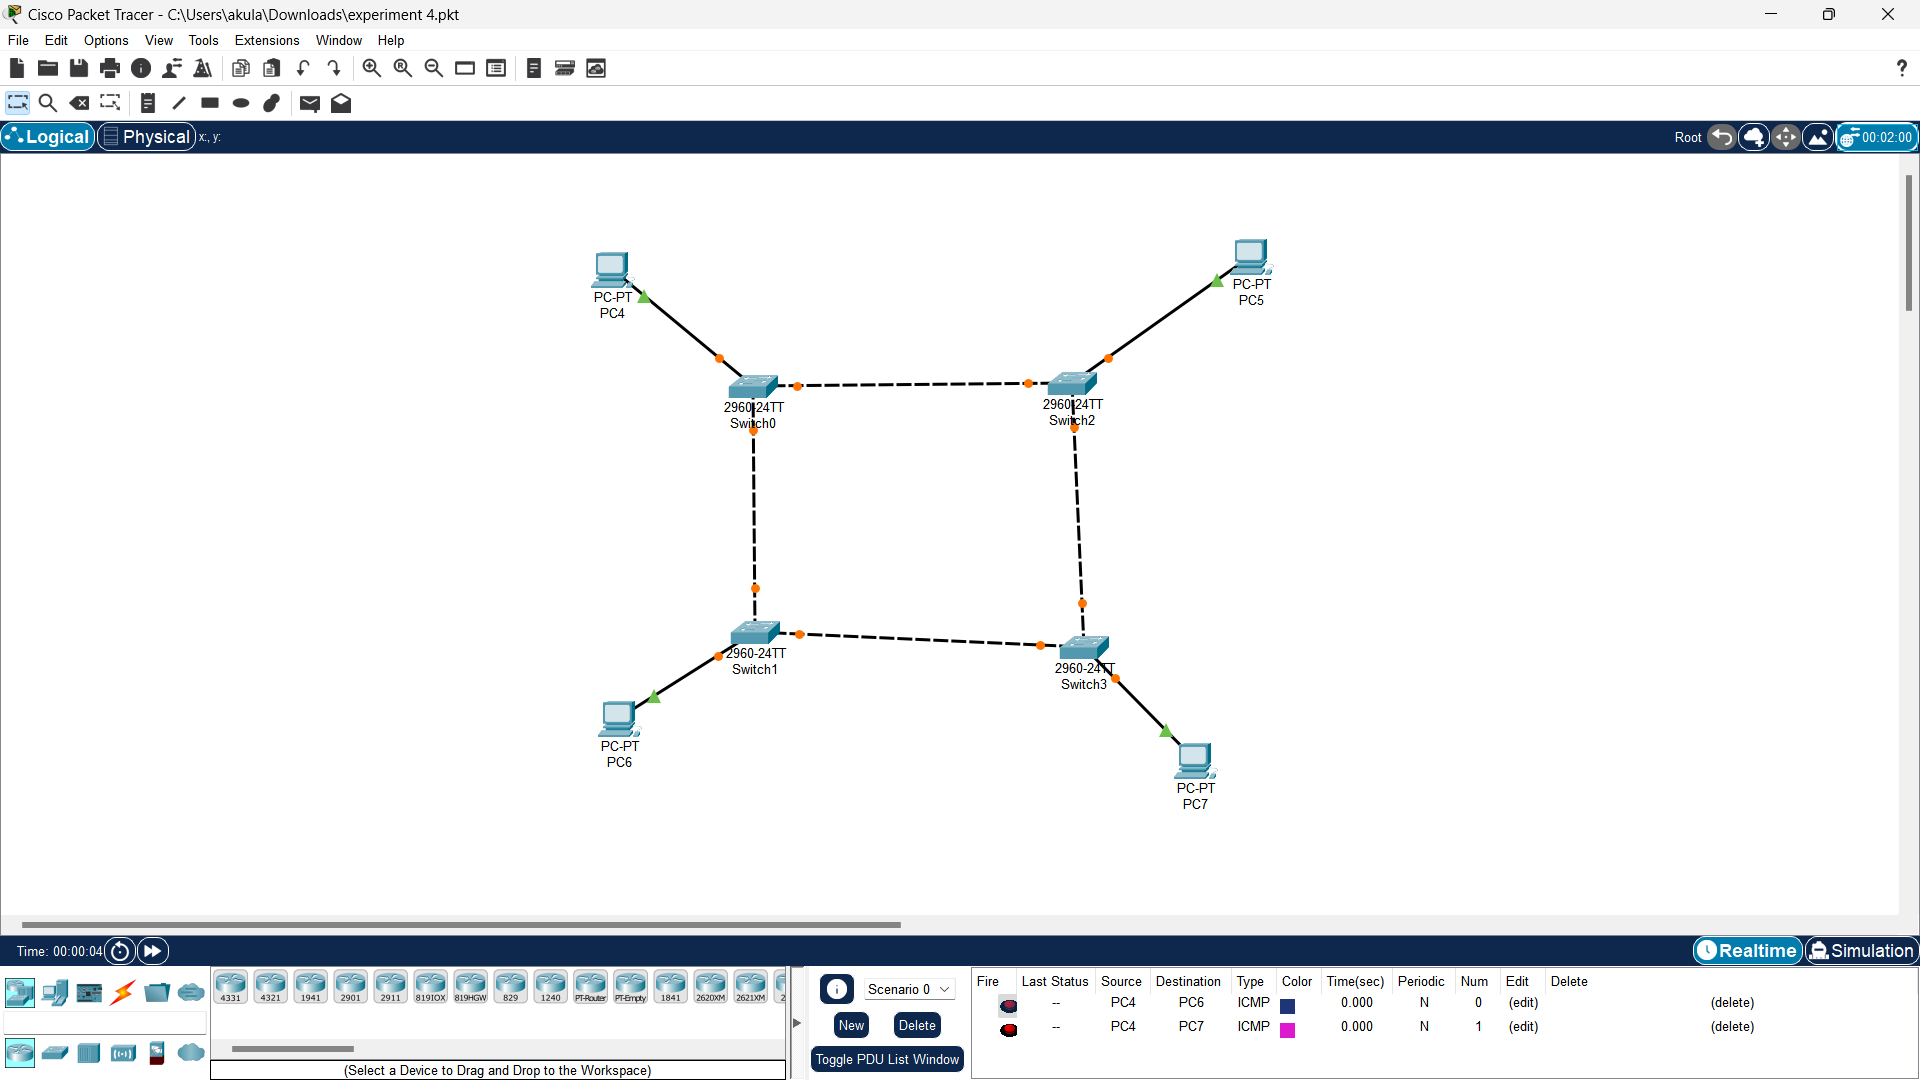 Cisco Packet Tracer - C:\Users\akula\Downloads\experiment 4.pkt
File Edit Options View Tools Extensions Window Help
?
Logical Physical x:, y: Root 00:02:00
PC-PT
PC4
PC-PT
PC5
2960-24TT
Switch0
2960-24TT
Switch2
2960-24TT
Switch1
2960-24TT
Switch3
PC-PT
PC6
PC-PT
PC7
Time: 00:00:04 Realtime Simulation
4331 4321 1941 2901 2911 819IOX 819HGW 829 1240 PT-Router PT-Empty 1841 2620XM 2621XM 2
(Select a Device to Drag and Drop to the Workspace)
Scenario 0
New Delete
Toggle PDU List Window
Fire Last Status Source Destination Type Color Time(sec) Periodic Num Edit Delete
-- PC4 PC6 ICMP 0.000 N 0 (edit) (delete)
-- PC4 PC7 ICMP 0.000 N 1 (edit) (delete)